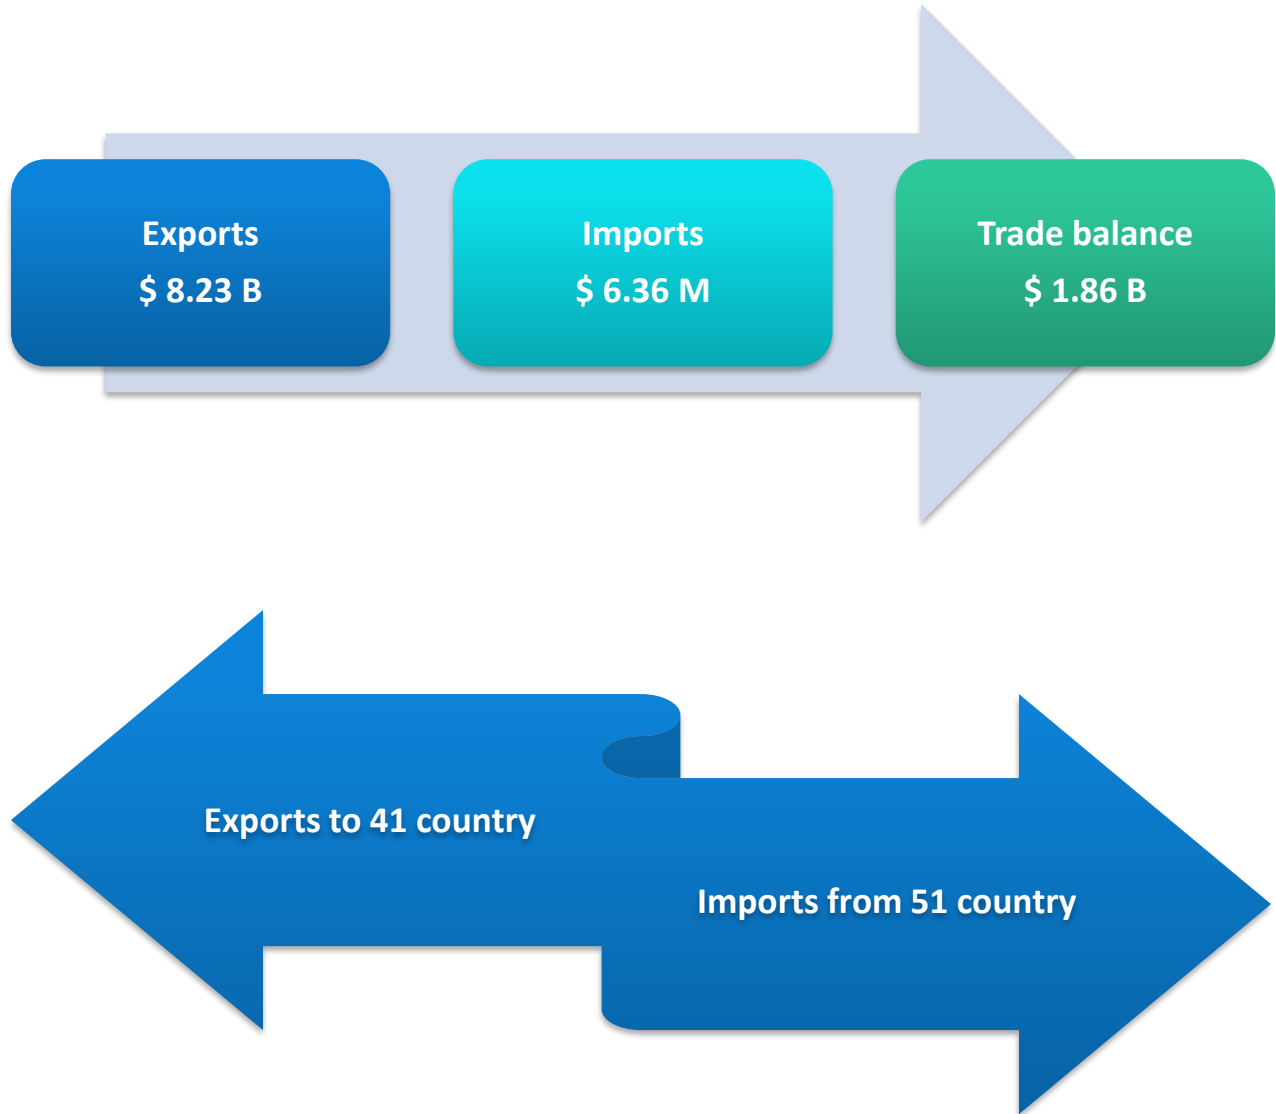 Exports
$ 8.23 B
Imports
$ 6.36 M
Trade balance
$ 1.86 B
Exports to 41 country
Imports from 51 country